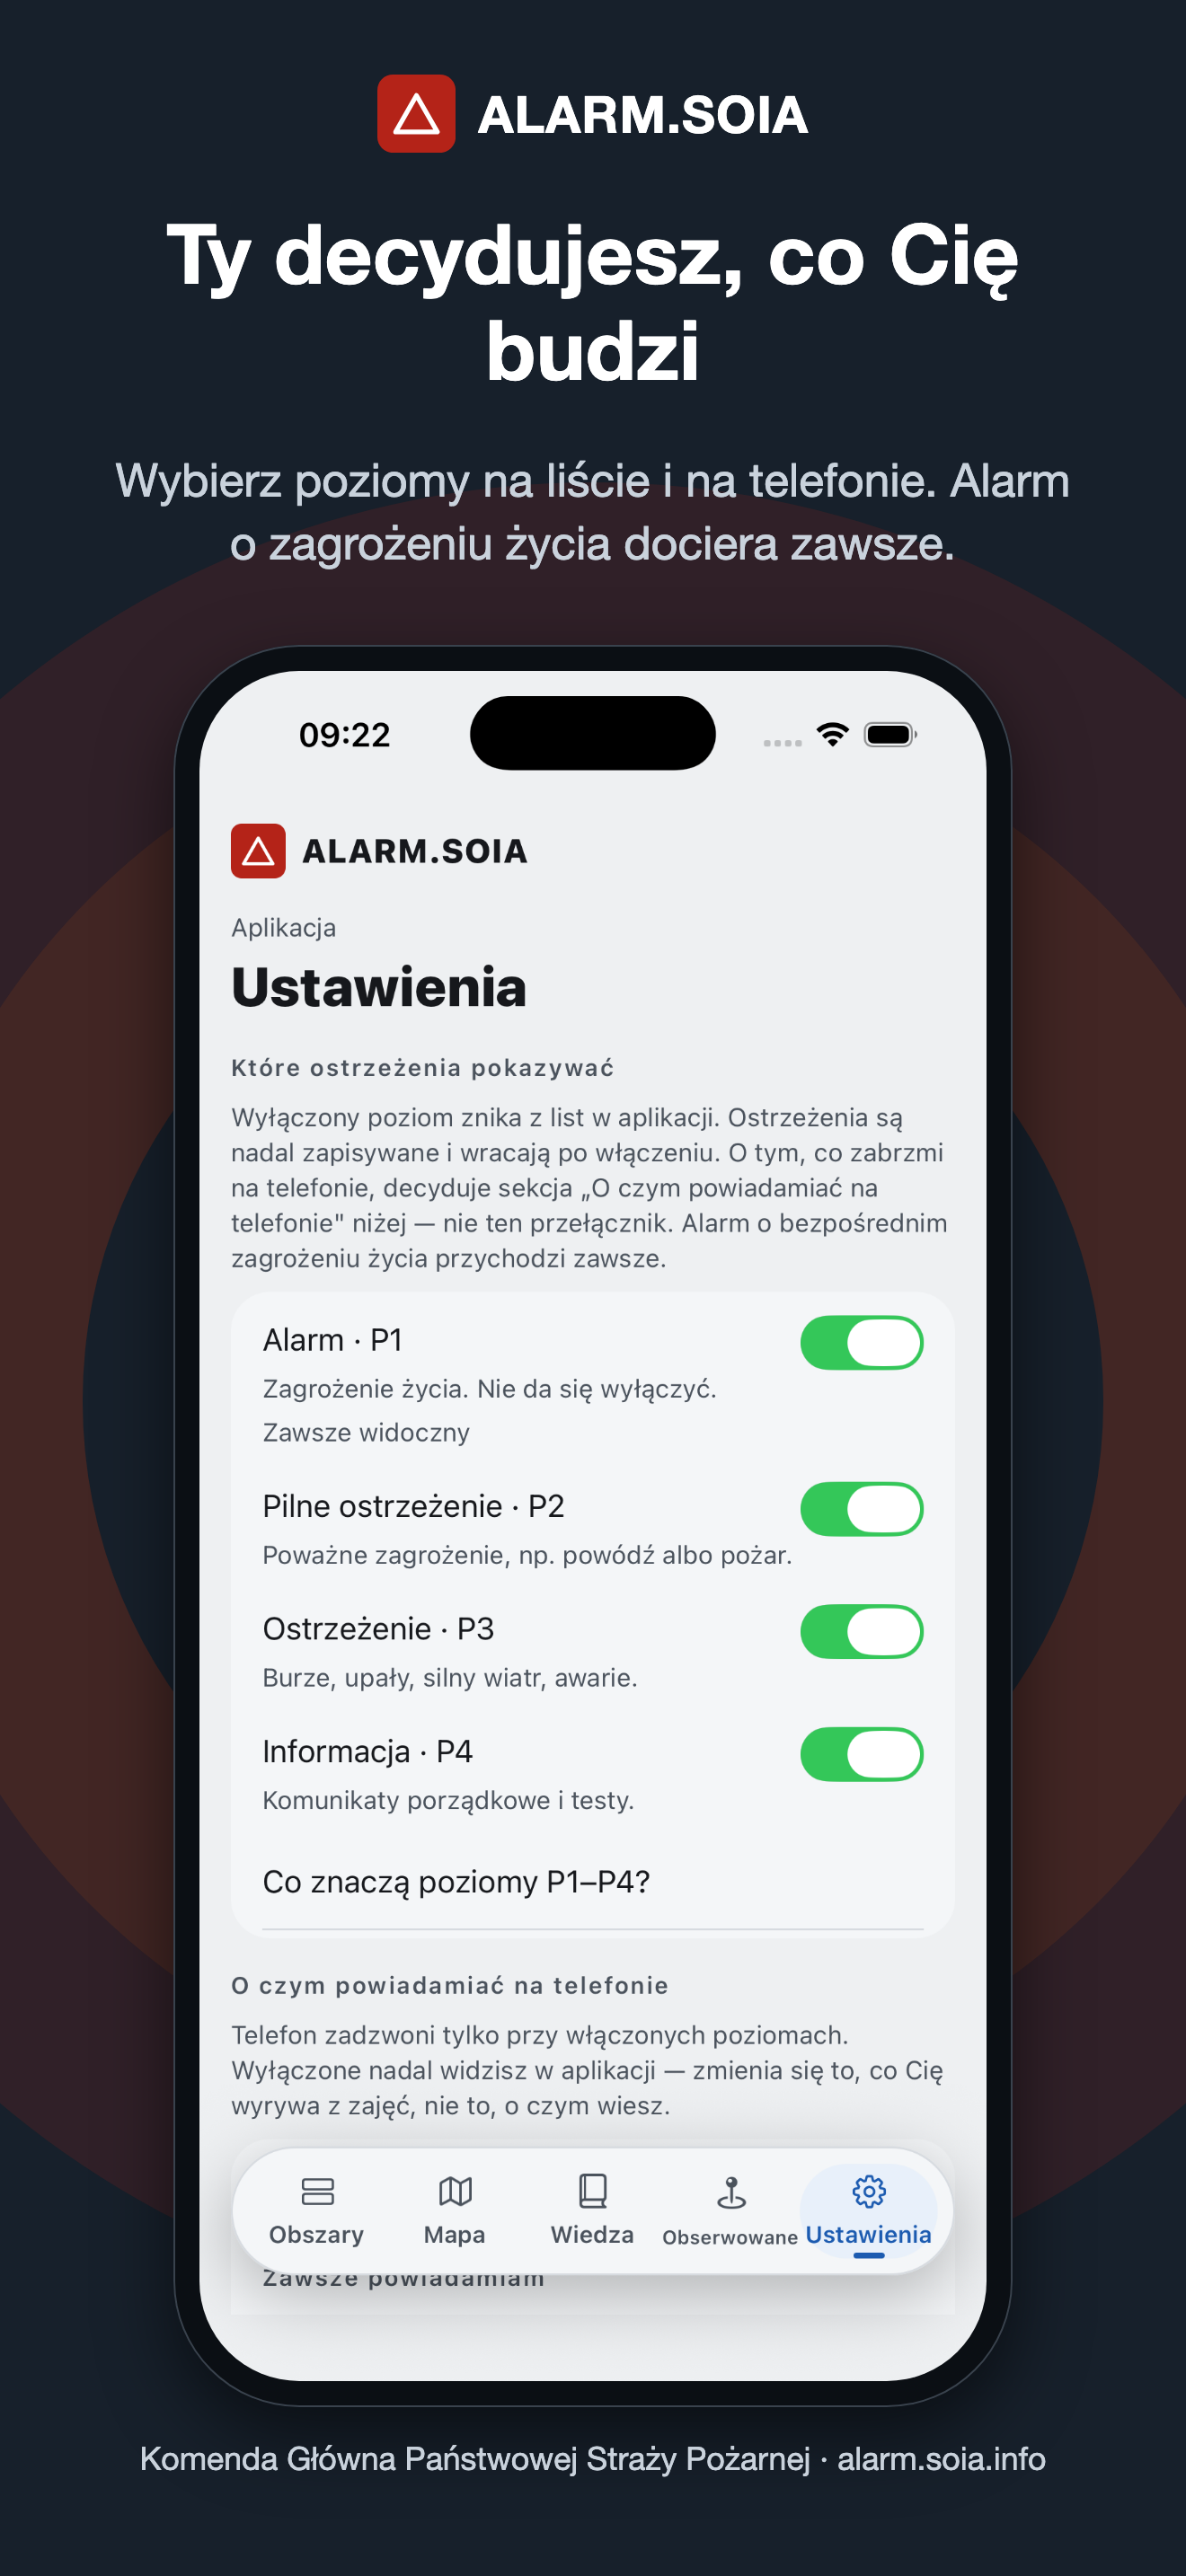 ALARM.SOIA
Ty decydujesz, co Cię
budzi
Wybierz poziomy na liście i na telefonie. Alarm
o zagrożeniu życia dociera zawsze.
09:22
ALARM.SOIA
Aplikacja
Ustawienia
Które ostrzeżenia pokazywać
Wyłączony poziom znika z list w aplikacji. Ostrzeżenia są
nadal zapisywane i wracają po włączeniu. O tym, co zabrzmi
na telefonie, decyduje sekcja „O czym powiadamiać na
telefonie" niżej — nie ten przełącznik. Alarm o bezpośrednim
zagrożeniu życia przychodzi zawsze.
Alarm · P1
Zagrożenie życia. Nie da się wyłączyć.
Zawsze widoczny
Pilne ostrzeżenie · P2
Poważne zagrożenie, np. powódź albo pożar.
Ostrzeżenie · P3
Burze, upały, silny wiatr, awarie.
Informacja · P4
Komunikaty porządkowe i testy.
Co znaczą poziomy P1–P4?
O czym powiadamiać na telefonie
Telefon zadzwoni tylko przy włączonych poziomach.
Wyłączone nadal widzisz w aplikacji — zmienia się to, co Cię
wyrywa z zajęć, nie to, o czym wiesz.
Obszary Mapa Wiedza Obserwowane Ustawienia
Zawsze powiadamiam
Komenda Główna Państwowej Straży Pożarnej · alarm.soia.info